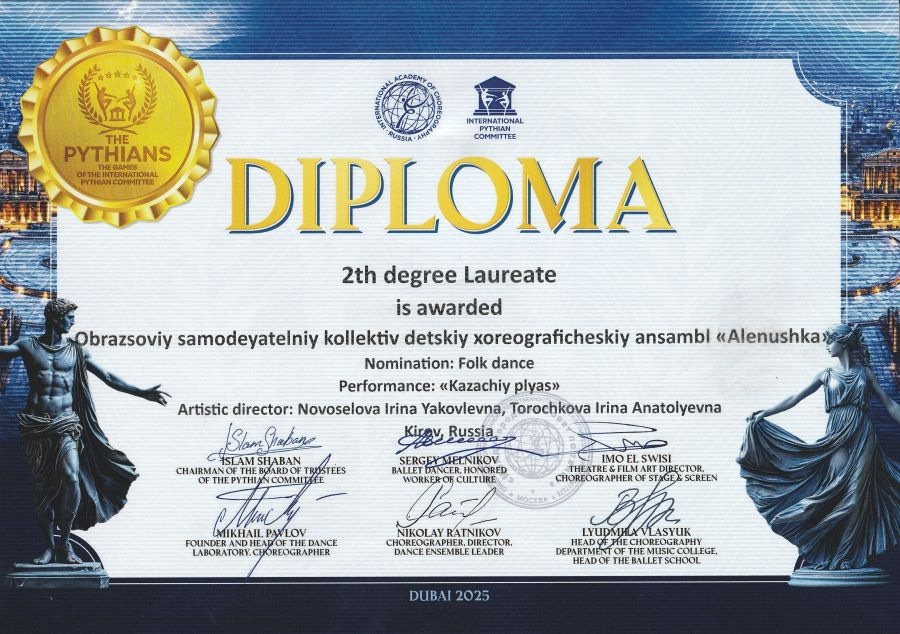 THE
PYTHIANS
THE GAMES
OF THE INTERNATIONAL
PYTHIAN COMMITTEE
INTERNATIONAL ACADEMY OF CHOREOGRAPHY
RUSSIA
INTERNATIONAL
PYTHIAN
COMMITTEE
DIPLOMA
2th degree Laureate
is awarded
Obrazsoviy samodeyatelniy kollektiv detskiy xoreograficheskiy ansambl «Alenushka»
Nomination: Folk dance
Performance: «Kazachiy plyas»
Artistic director: Novoselova Irina Yakovlevna, Torochkova Irina Anatolyevna
Kirov, Russia
Islam Shabana
ISLAM SHABAN
CHAIRMAN OF THE BOARD OF TRUSTEES
OF THE PYTHIAN COMMITTEE
SERGEY MELNIKOV
BALLET DANCER, HONORED
WORKER OF CULTURE
IMO EL SWISI
THEATRE & FILM ART DIRECTOR,
CHOREOGRAPHER OF STAGE & SCREEN
МОСКВА
MIKHAIL PAVLOV
FOUNDER AND HEAD OF THE DANCE
LABORATORY, CHOREOGRAPHER
NIKOLAY RATNIKOV
CHOREOGRAPHER, DIRECTOR,
DANCE ENSEMBLE LEADER
LYUDMILA VLASYUK
HEAD OF THE CHOREOGRAPHY
DEPARTMENT OF THE MUSIC COLLEGE,
HEAD OF THE BALLET SCHOOL
DUBAI 2025